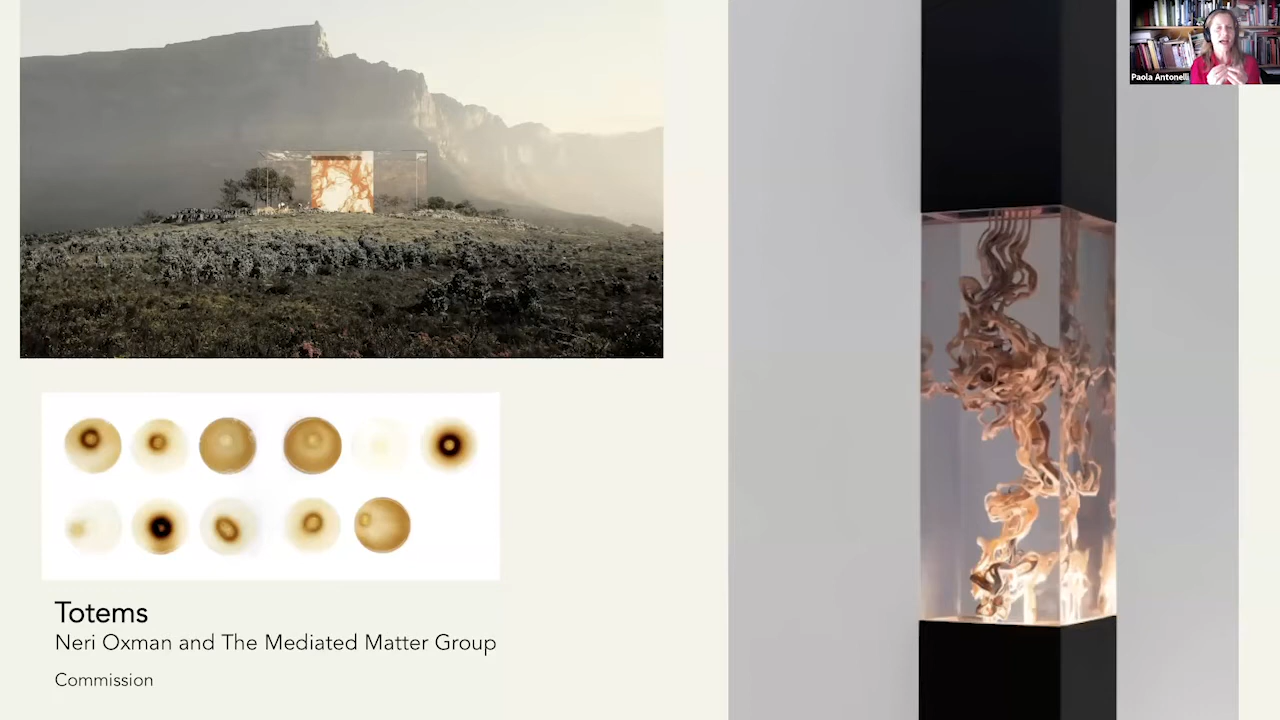 Paola Antonelli
Totems
Neri Oxman and The Mediated Matter Group
Commission